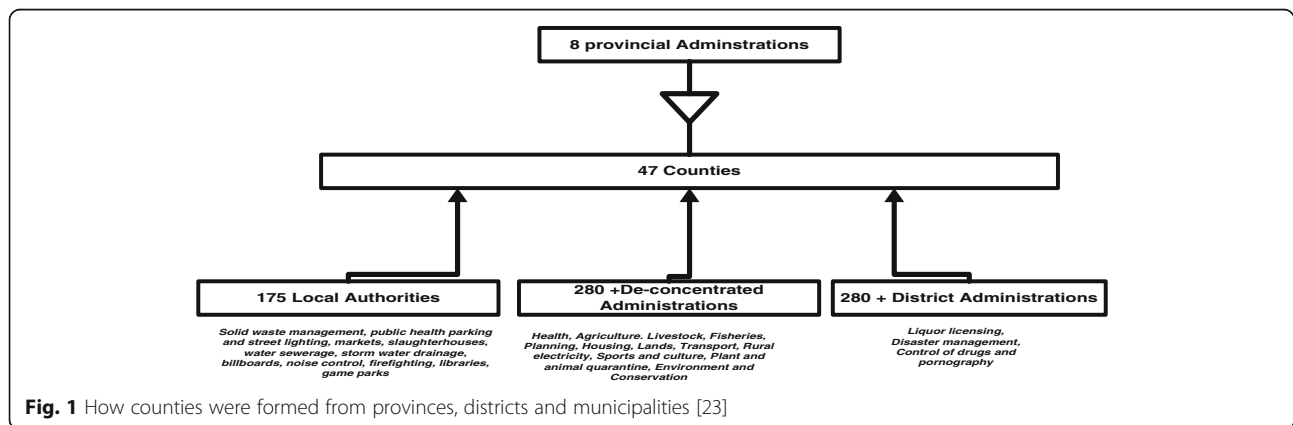 8 provincial Adminstrations
47 Counties
175 Local Authorities
Solid waste management, public health parking
and street lighting, markets, slaughterhouses,
water sewerage, storm water drainage,
billboards, noise control, firefighting, libraries,
game parks
280 +De-concentrated
Administrations
Health, Agriculture. Livestock, Fisheries,
Planning, Housing, Lands, Transport, Rural
electricity, Sports and culture, Plant and
animal quarantine, Environment and
Conservation
280 + District Administrations
Liquor licensing,
Disaster management,
Control of drugs and
pornography
Fig. 1 How counties were formed from provinces, districts and municipalities [23]